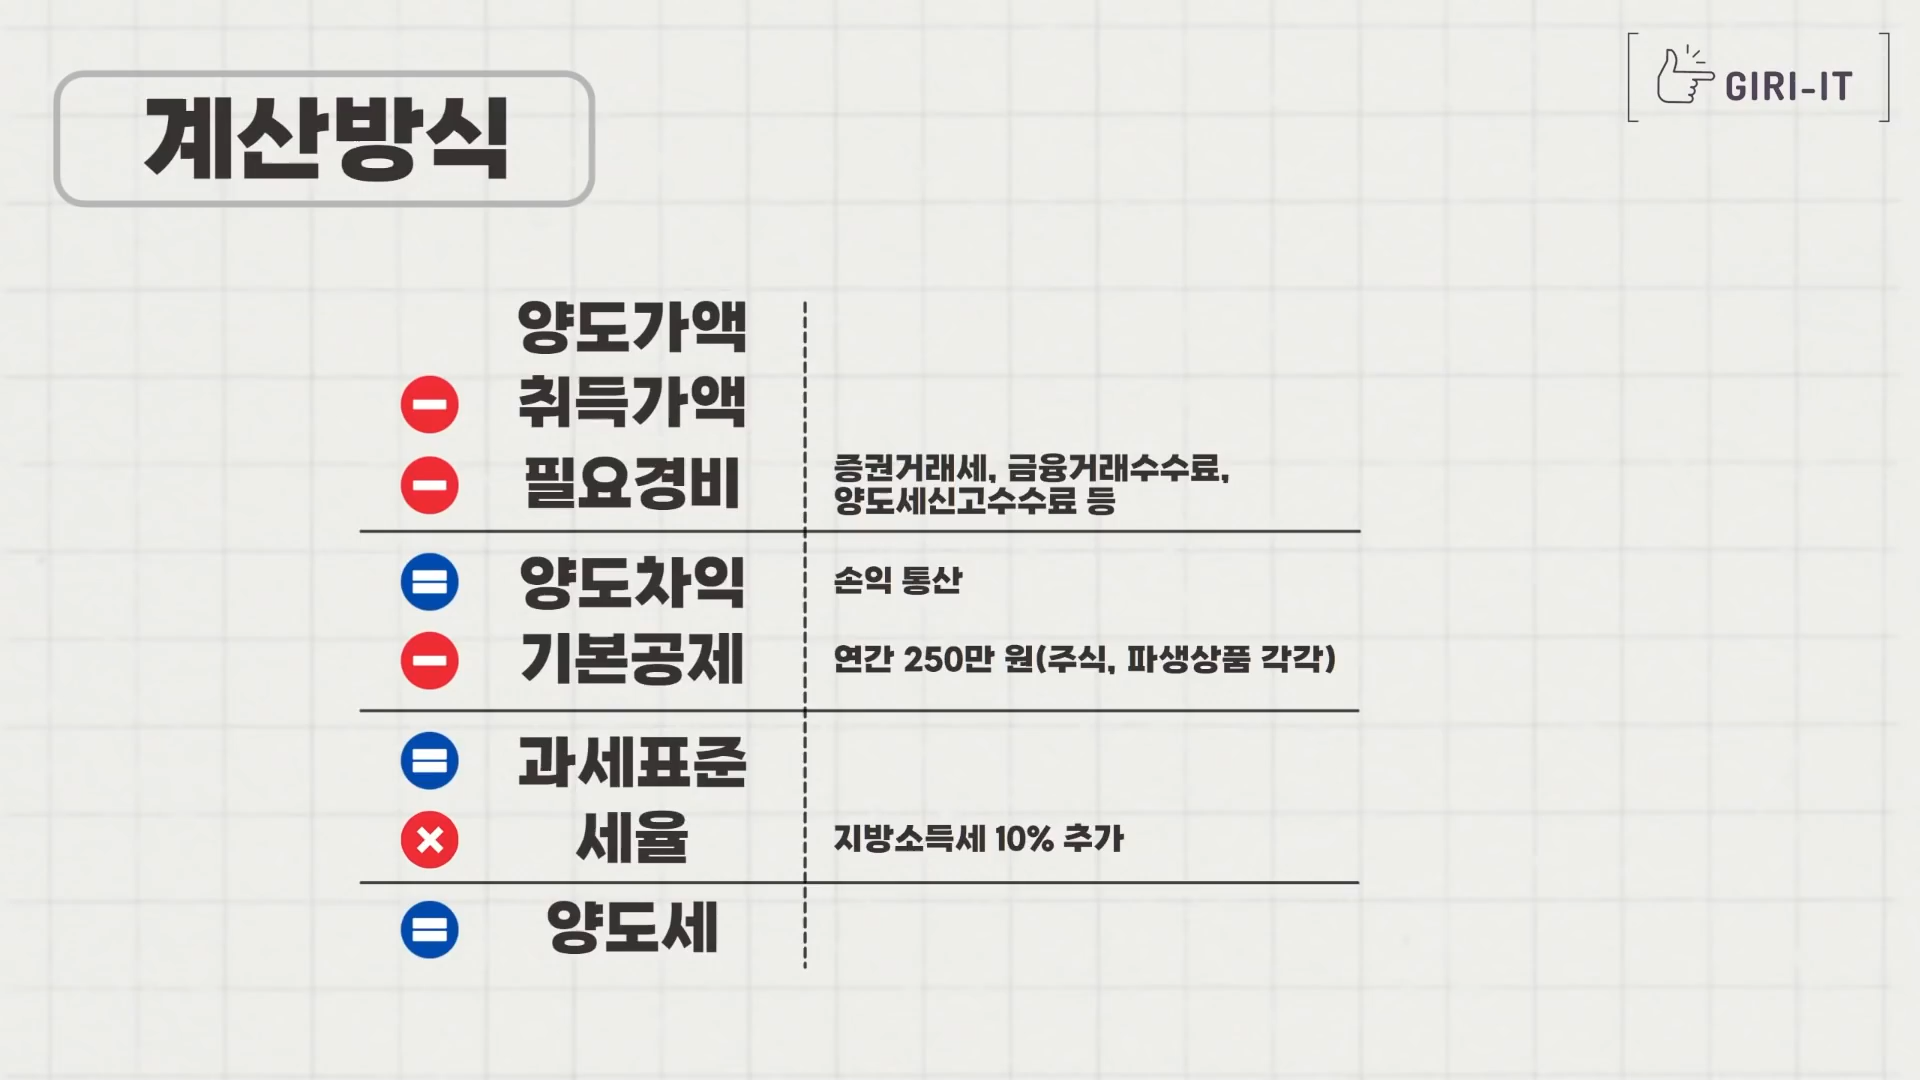 계산방식
GIRI-IT
양도가액
취득가액
필요경비
증권거래세, 금융거래수수료,
양도세신고수수료 등
양도차익
손익 통산
기본공제
연간 250만 원(주식, 파생상품 각각)
과세표준
세율
지방소득세 10% 추가
양도세